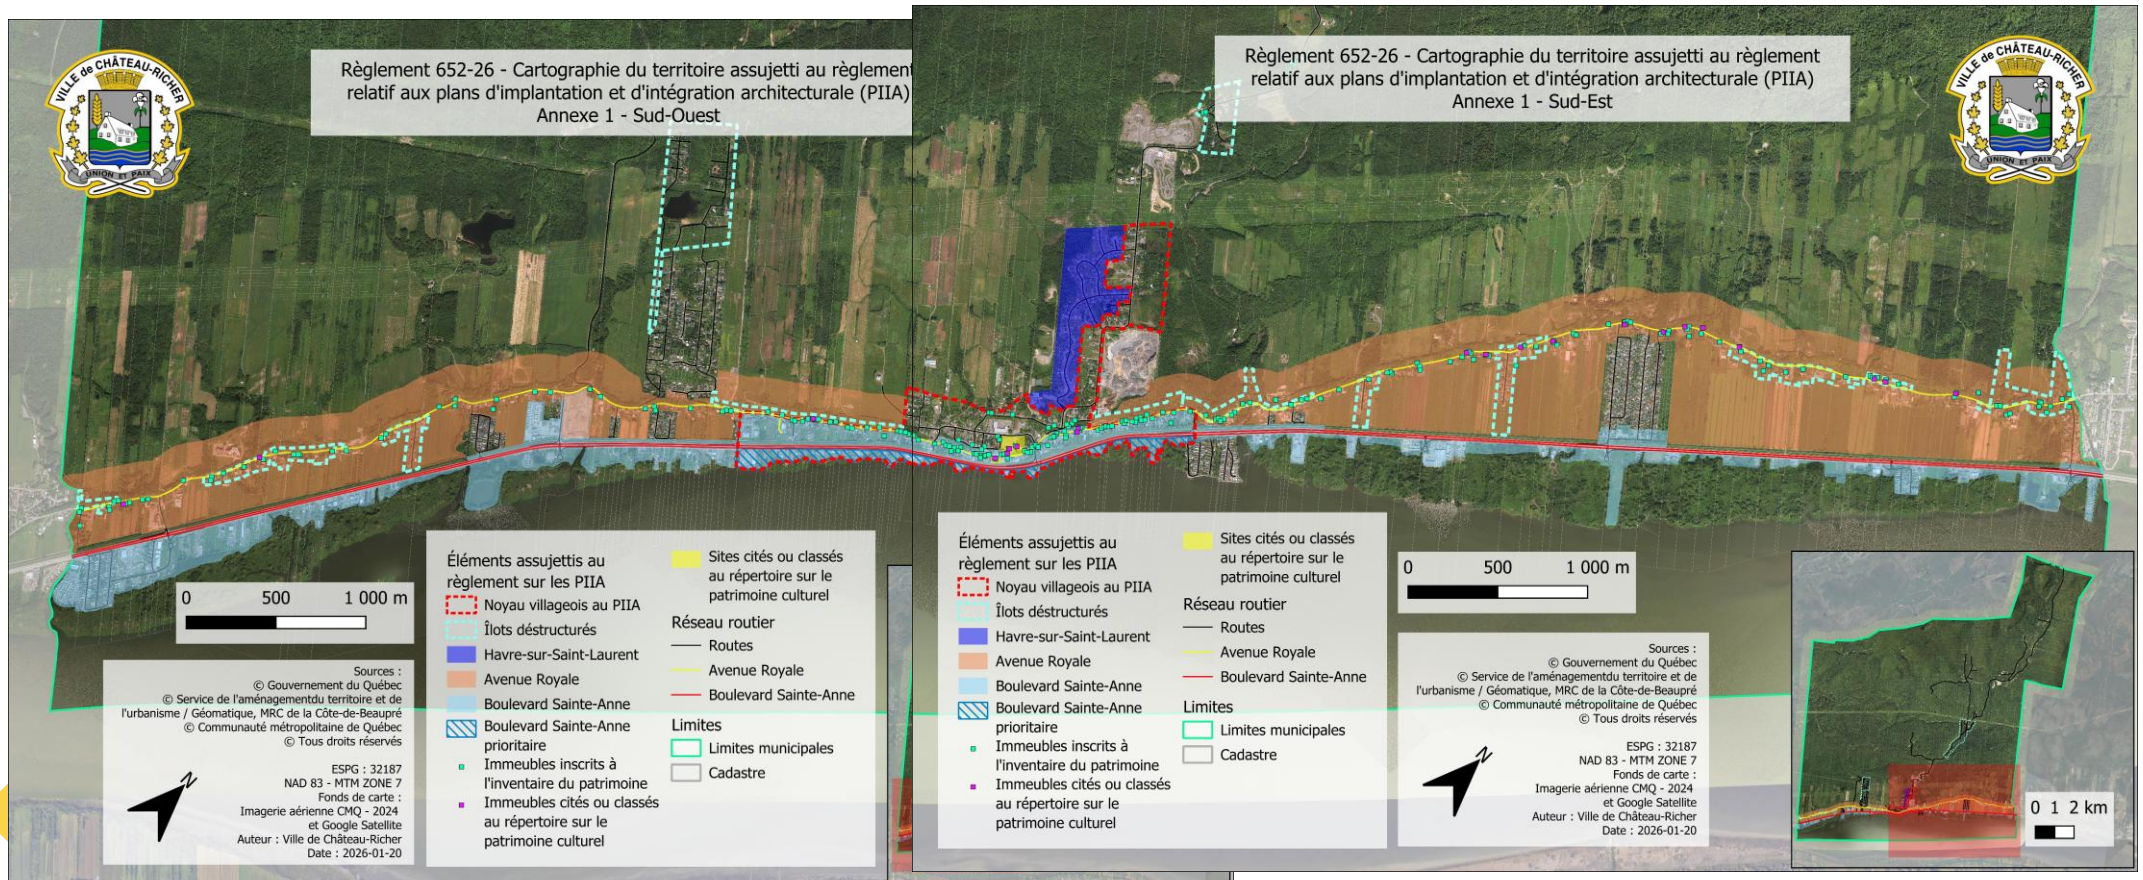 VILLE de CHÂTEAU-RICHER
UNION ET PAIX
Règlement 652-26 - Cartographie du territoire assujetti au règlement
relatif aux plans d'implantation et d'intégration architecturale (PIIA)
Annexe 1 - Sud-Ouest
0 500 1 000 m
Sources :
© Gouvernement du Québec
© Service de l'aménagementdu territoire et de
l'urbanisme / Géomatique, MRC de la Côte-de-Beaupré
© Communauté métropolitaine de Québec
© Tous droits réservés
ESPG : 32187
NAD 83 - MTM ZONE 7
Fonds de carte :
Imagerie aérienne CMQ - 2024
et Google Satellite
Auteur : Ville de Château-Richer
Date : 2026-01-20
N
Éléments assujettis au
règlement sur les PIIA
Noyau villageois au PIIA
Îlots déstructurés
Havre-sur-Saint-Laurent
Avenue Royale
Boulevard Sainte-Anne
Boulevard Sainte-Anne
prioritaire
Immeubles inscrits à
l'inventaire du patrimoine
Immeubles cités ou classés
au répertoire sur le
patrimoine culturel
Sites cités ou classés
au répertoire sur le
patrimoine culturel
Réseau routier
Routes
Avenue Royale
Boulevard Sainte-Anne
Limites
Limites municipales
Cadastre
Règlement 652-26 - Cartographie du territoire assujetti au règlement
relatif aux plans d'implantation et d'intégration architecturale (PIIA)
Annexe 1 - Sud-Est
VILLE de CHÂTEAU-RICHER
UNION ET PAIX
Éléments assujettis au
règlement sur les PIIA
Noyau villageois au PIIA
Îlots déstructurés
Havre-sur-Saint-Laurent
Avenue Royale
Boulevard Sainte-Anne
Boulevard Sainte-Anne
prioritaire
Immeubles inscrits à
l'inventaire du patrimoine
Immeubles cités ou classés
au répertoire sur le
patrimoine culturel
Sites cités ou classés
au répertoire sur le
patrimoine culturel
Réseau routier
Routes
Avenue Royale
Boulevard Sainte-Anne
Limites
Limites municipales
Cadastre
0 500 1 000 m
Sources :
© Gouvernement du Québec
© Service de l'aménagementdu territoire et de
l'urbanisme / Géomatique, MRC de la Côte-de-Beaupré
© Communauté métropolitaine de Québec
© Tous droits réservés
ESPG : 32187
NAD 83 - MTM ZONE 7
Fonds de carte :
Imagerie aérienne CMQ - 2024
et Google Satellite
Auteur : Ville de Château-Richer
Date : 2026-01-20
N
0 1 2 km